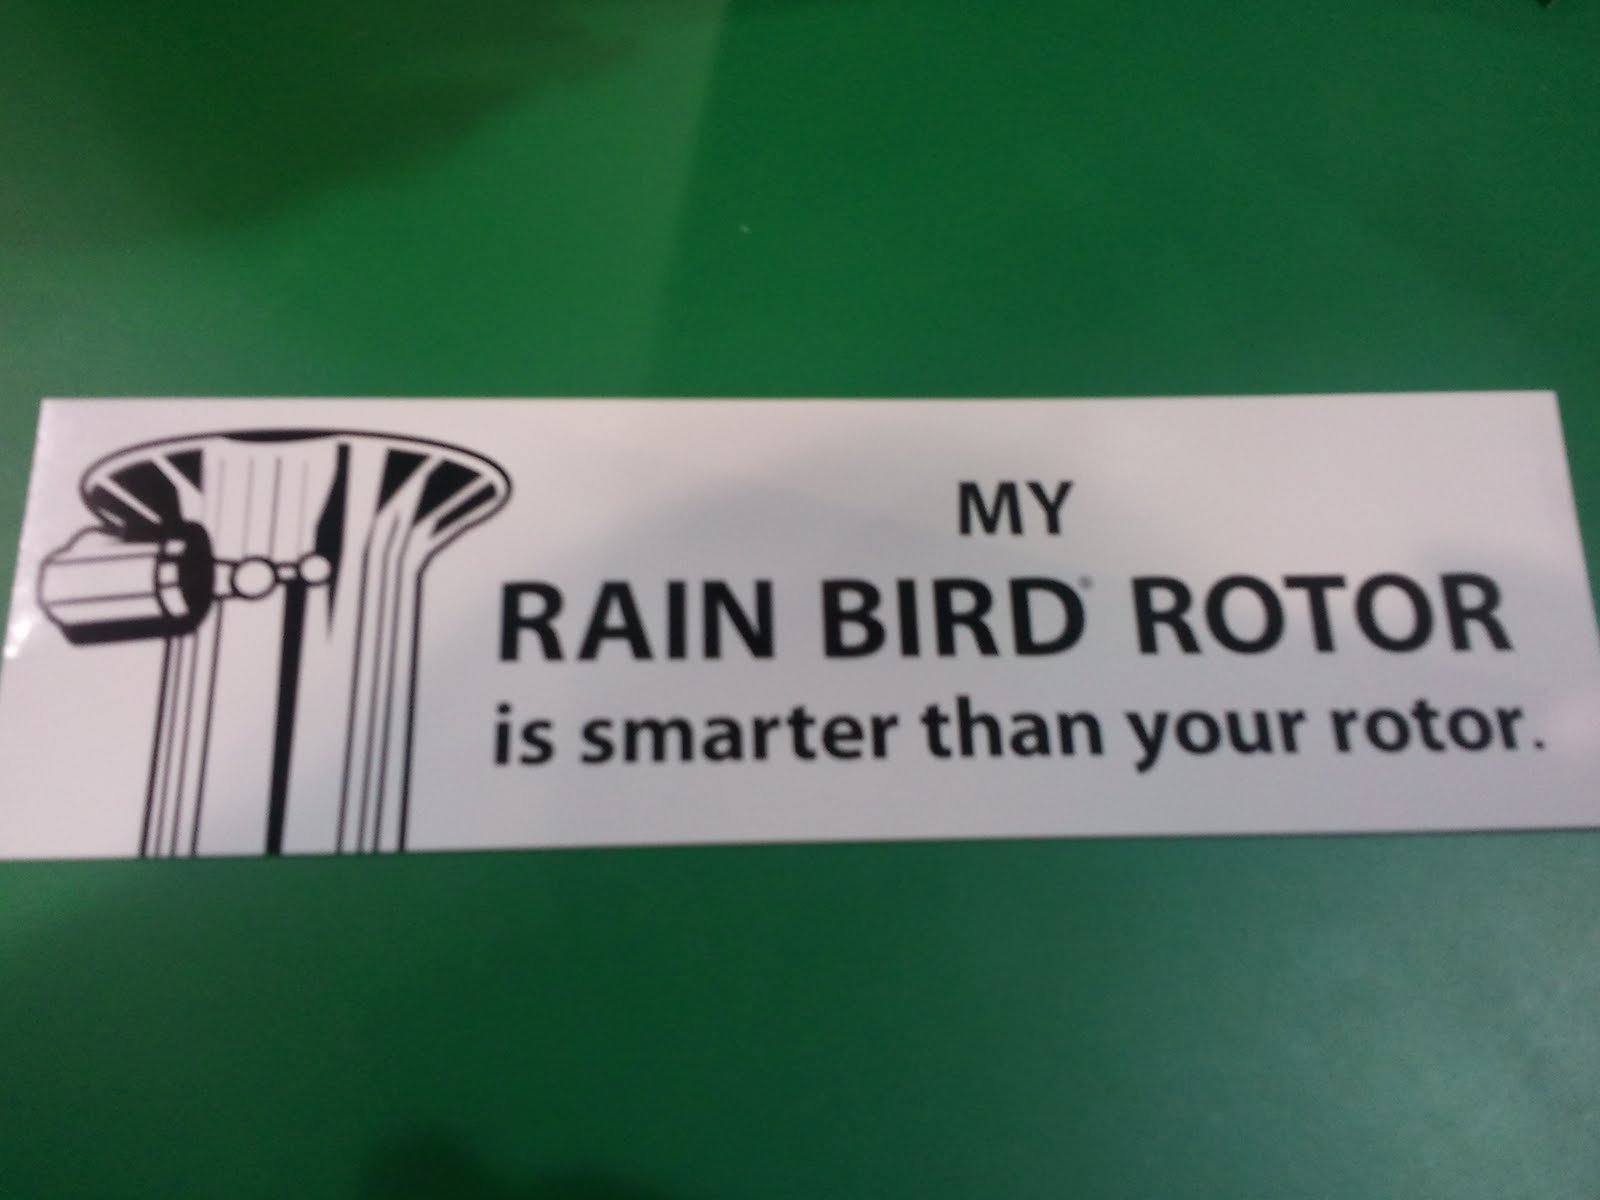 MY
RAIN BIRD® ROTOR
is smarter than your rotor.